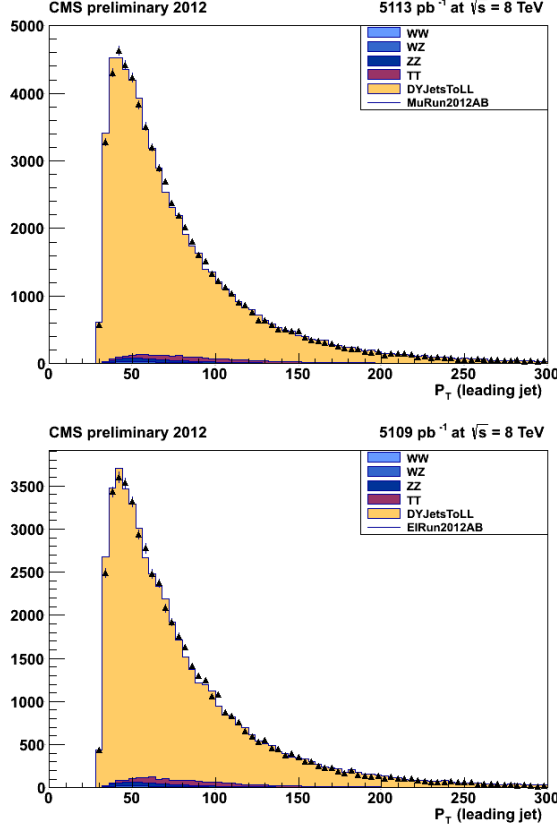 CMS preliminary 2012
5113 pb⁻¹ at √s = 8 TeV
5000
4000
3000
2000
1000
0
WW
WZ
ZZ
TT
DYJetsToLL
MuRun2012AB
0 50 100 150 200 250 300
P_T (leading jet)
CMS preliminary 2012
5109 pb⁻¹ at √s = 8 TeV
3500
3000
2500
2000
1500
1000
500
0
WW
WZ
ZZ
TT
DYJetsToLL
ElRun2012AB
0 50 100 150 200 250 300
P_T (leading jet)